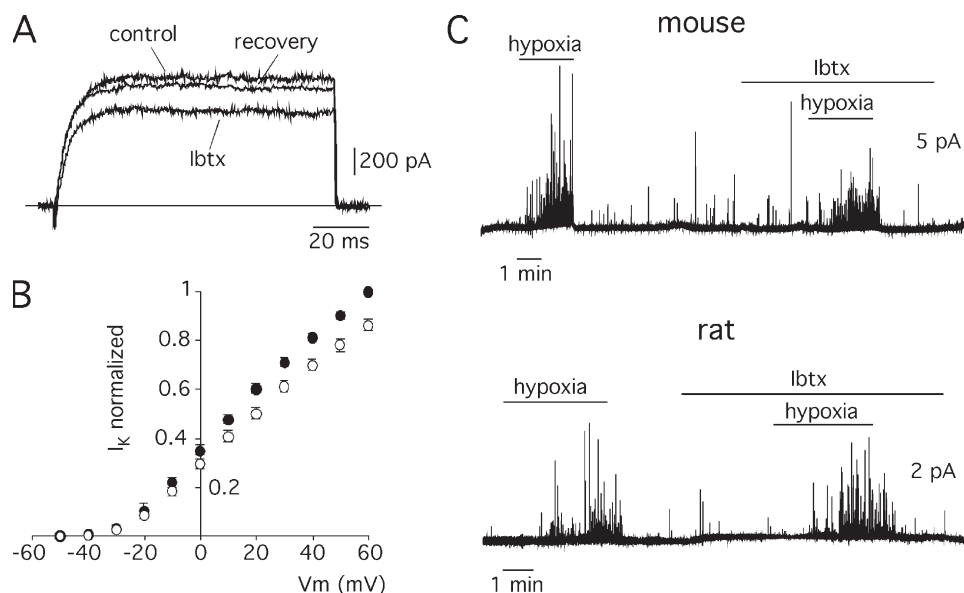 A
control
recovery
Ibtx
200 pA
20 ms
B
1
0.8
0.6
0.4
0.2
I_K normalized
-60 -40 -20 0 20 40 60
Vm (mV)
C
mouse
hypoxia
Ibtx
hypoxia
5 pA
1 min
rat
hypoxia
Ibtx
hypoxia
2 pA
1 min